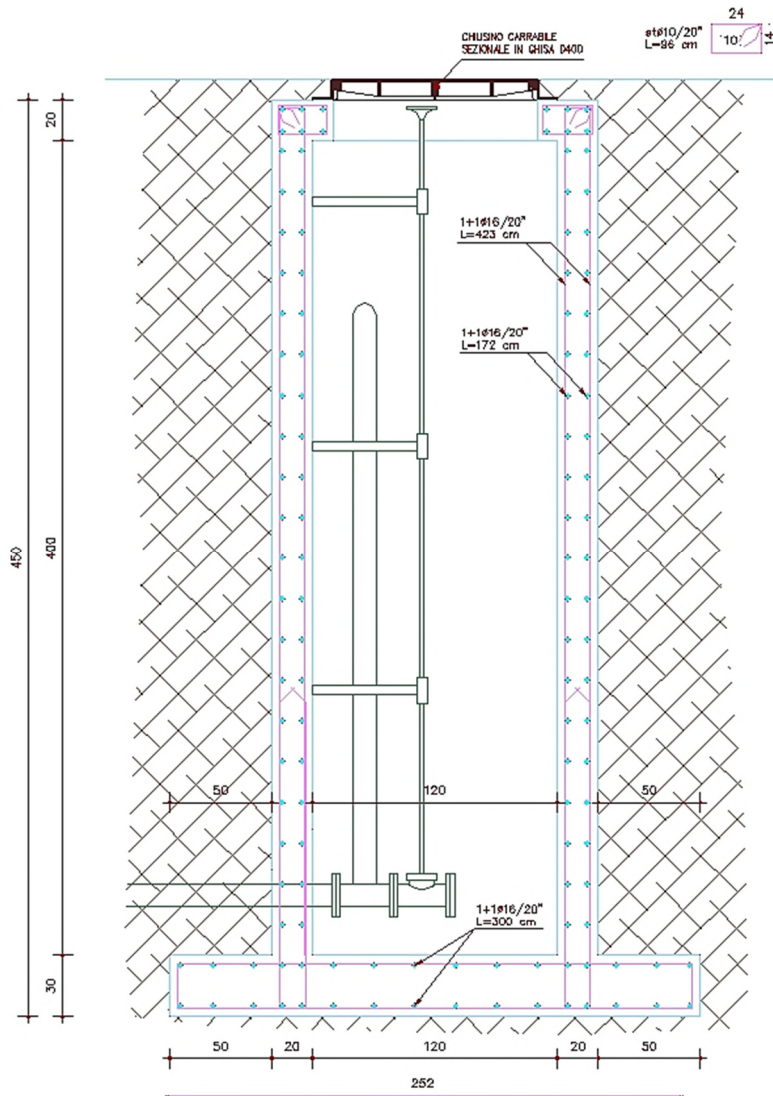 24
stø10/20"
L=96 cm
10
14
CHIUSINO CARRABILE
SEZIONALE IN GHISA D400
20
1+1ø16/20"
L=423 cm
1+1ø16/20"
L=172 cm
450
400
50
120
50
1+1ø16/20"
L=300 cm
30
50
20
120
20
50
252